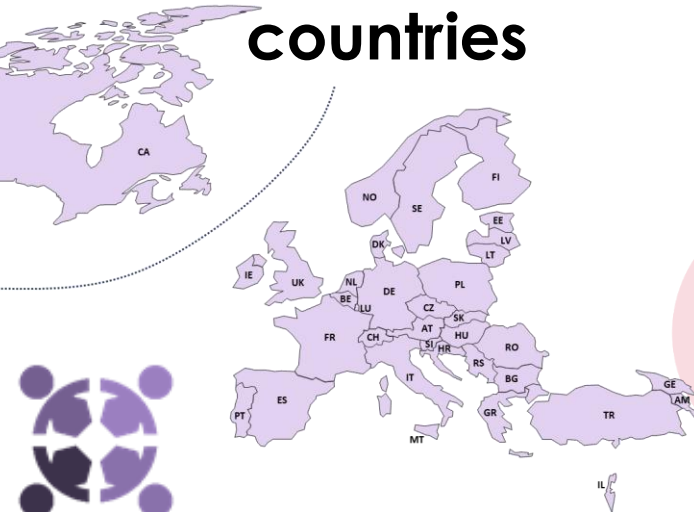 countries
CA
FI
NO
SE
EE
LV
LT
DK
IE
UK
NL
BE
LU
DE
PL
CZ
SK
FR
CH
AT
HU
SI
HR
RO
RS
BG
IT
PT
ES
MT
GR
TR
GE
AM
IL